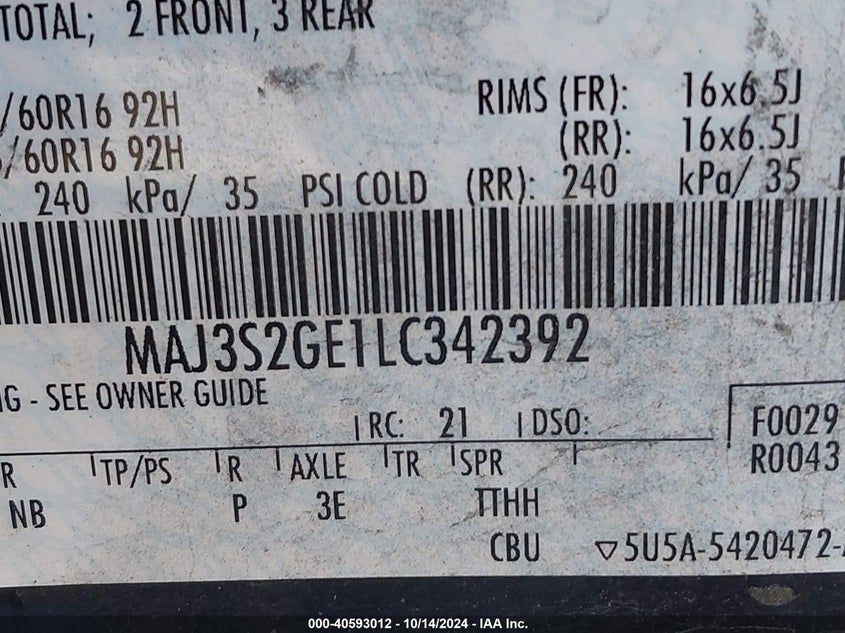 TOTAL; 2 FRONT, 3 REAR
/60R16 92H RIMS (FR): 16x6.5J
/60R16 92H (RR): 16x6.5J
240 kPa/ 35 PSI COLD (RR): 240 kPa/ 35
MAJ3S2GE1LC342392
- SEE OWNER GUIDE
RC: 21 DSO:
F0029
R TP/PS R AXLE TR SPR R0043
NB P 3E TTHH
CBU ▽5U5A-5420472-
000-40593012 - 10/14/2024 - IAA Inc.